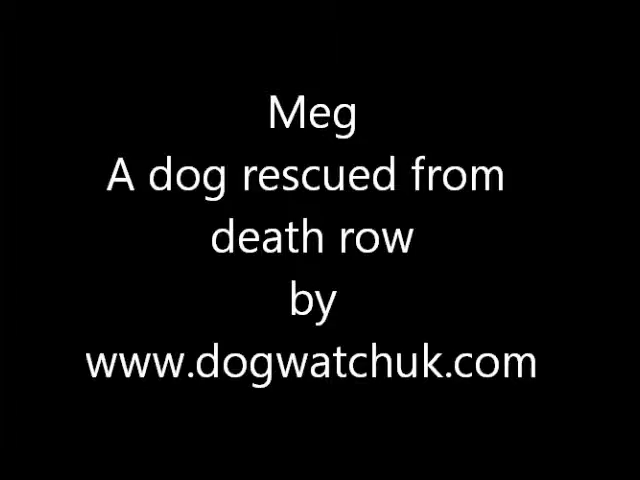 Meg
A dog rescued from
death row
by
www.dogwatchuk.com